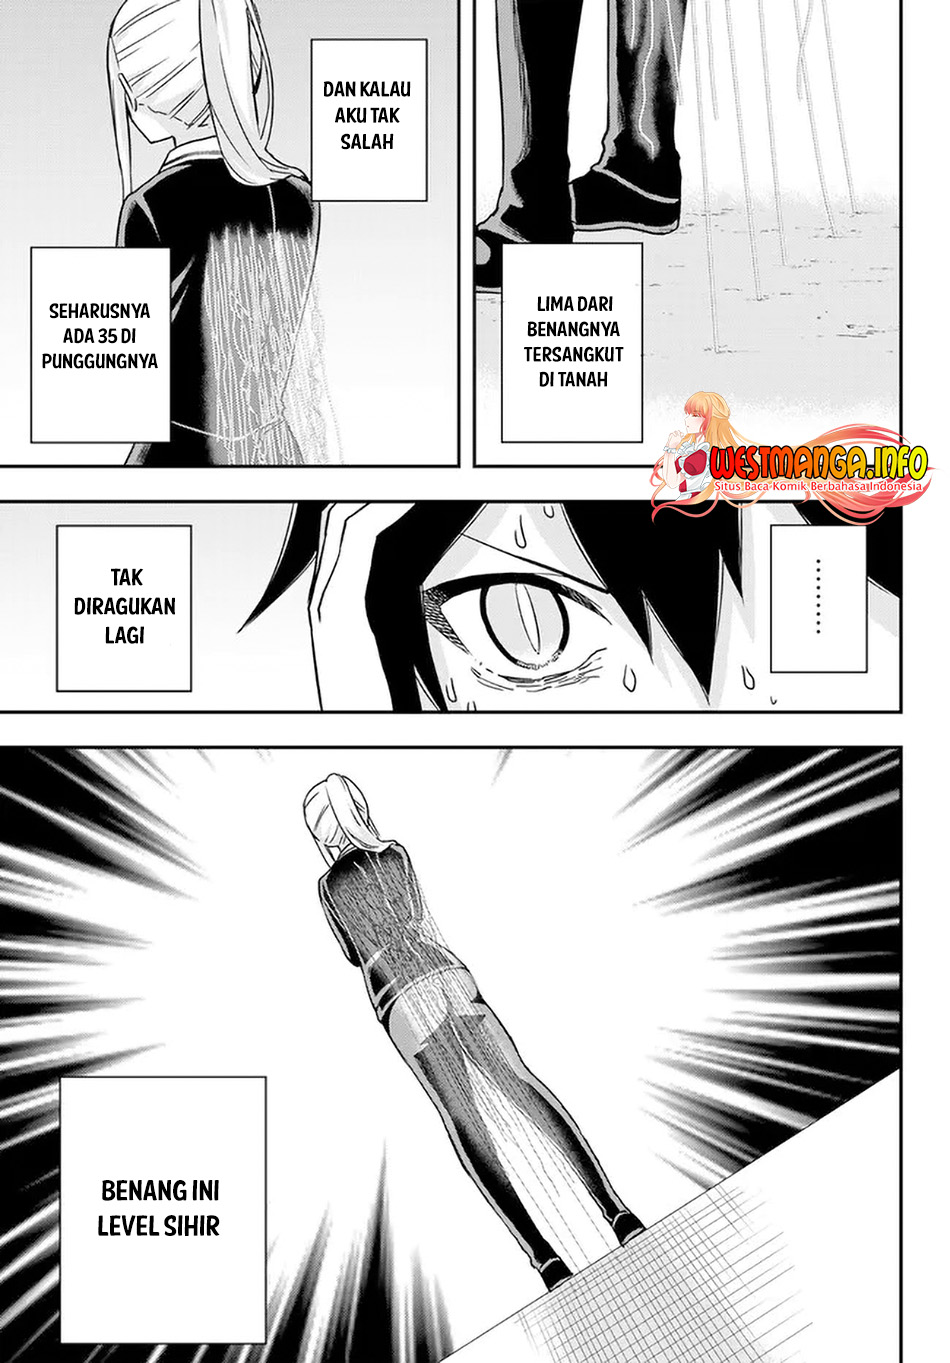 LIMA DARI
BENANGNYA
TERSANGKUT
DI TANAH
DAN KALAU
AKU TAK
SALAH
SEHARUSNYA
ADA 35 DI
PUNGGUNGNYA
WESTMANGA.INFO
Situs Baca Komik Berbahasa Indonesia
.........
TAK
DIRAGUKAN
LAGI
BENANG INI
LEVEL SIHIR